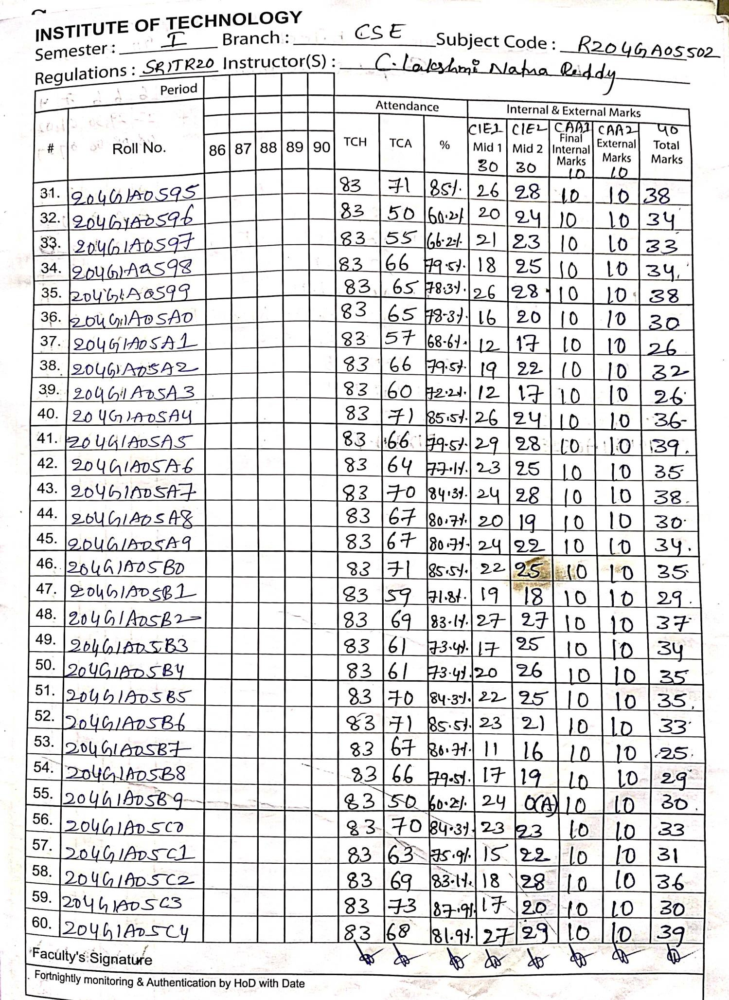 INSTITUTE OF TECHNOLOGY
Semester : I Branch : CSE Subject Code : R204GA05502
Regulations : SRITR20 Instructor(S) : C. Lakshmi Natha Reddy
Period
Attendance Internal & External Marks
# Roll No. 86 87 88 89 90 TCH TCA % CIE1 Mid 1 30 CIE2 Mid 2 30 CAA1 Final Internal Marks 10 CAA2 External Marks 10 40 Total Marks
31. 204G1A0595 83 71 85% 26 28 10 10 38
32. 204G1A0596 83 50 60.2% 20 24 10 10 34
33. 204G1A0597 83 55 66.2% 21 23 10 10 33
34. 204G1A0598 83 66 79.5% 18 25 10 10 34.
35. 204G1A0599 83 65 78.3% 26 28 10 10 38
36. 204G1A05A0 83 65 78.3% 16 20 10 10 30
37. 204G1A05A1 83 57 68.6% 12 17 10 10 26
38. 204G1A05A2 83 66 79.5% 19 22 10 10 32
39. 204G1A05A3 83 60 72.2% 12 17 10 10 26
40. 204G1A05A4 83 71 85.5% 26 24 10 10 36
41. 204G1A05A5 83 66 79.5% 29 28 10 10 39.
42. 204G1A05A6 83 64 77.1% 23 25 10 10 35
43. 204G1A05A7 83 70 84.3% 24 28 10 10 38.
44. 204G1A05A8 83 67 80.7% 20 19 10 10 30
45. 204G1A05A9 83 67 80.7% 24 22 10 10 34.
46. 204G1A05B0 83 71 85.5% 22 25 10 10 35
47. 204G1A05B1 83 59 71.8% 19 18 10 10 29.
48. 204G1A05B2 83 69 83.1% 27 27 10 10 37
49. 204G1A05B3 83 61 73.4% 17 25 10 10 34
50. 204G1A05B4 83 61 73.4% 20 26 10 10 35
51. 204G1A05B5 83 70 84.3% 22 25 10 10 35.
52. 204G1A05B6 83 71 85.5% 23 21 10 10 33
53. 204G1A05B7 83 67 80.7% 11 16 10 10 25.
54. 204G1A05B8 83 66 79.5% 17 19 10 10 29
55. 204G1A05B9 83 50 60.2% 24 0(A) 10 10 30.
56. 204G1A05C0 83 70 84.3% 23 23 10 10 33
57. 204G1A05C1 83 63 75.9% 15 22 10 10 31
58. 204G1A05C2 83 69 83.1% 18 28 10 10 36
59. 204G1A05C3 83 73 87.9% 17 20 10 10 30
60. 204G1A05C4 83 68 81.9% 27 29 10 10 39
Faculty's Signature
Fortnightly monitoring & Authentication by HoD with Date